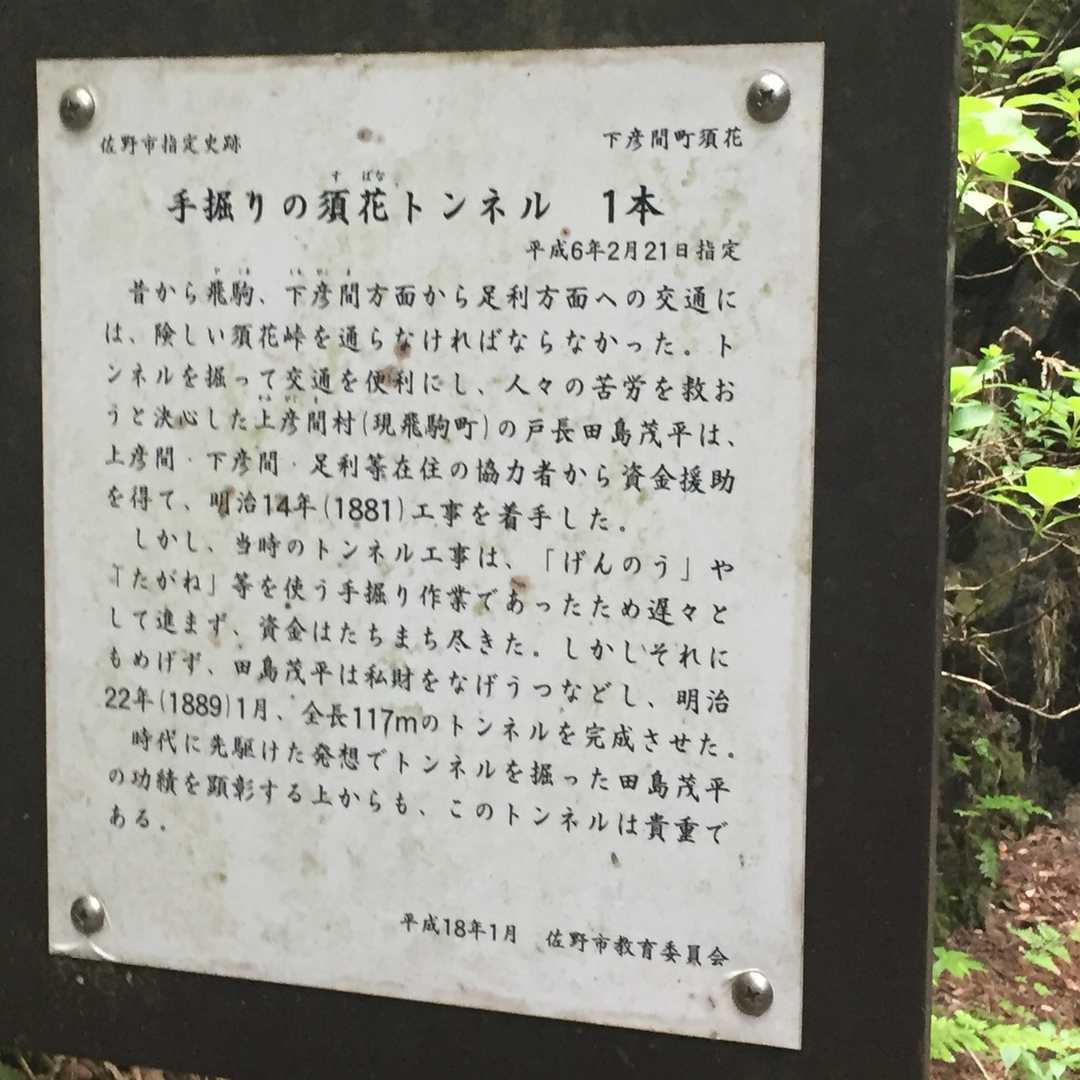 佐野市指定史跡
下彦間町須花
す ばな
手掘りの須花トンネル 1本
平成6年2月21日指定
昔から飛駒、下彦間方面から足利方面への交通に
は、険しい須花峠を通らなければならなかった。ト
ンネルを掘って交通を便利にし、人々の苦労を救お
うと決心した上彦間村(現飛駒町)の戸長田島茂平は、
上彦間・下彦間・足利等在住の協力者から資金援助
を得て、明治14年(1881)工事を着手した。
しかし、当時のトンネル工事は、「げんのう」や
「たがね」等を使う手掘り作業であったため遅々と
して進まず、資金はたちまち尽きた。しかしそれに
もめげず、田島茂平は私財をなげうつなどし、明治
22年(1889)1月、全長117mのトンネルを完成させた。
時代に先駆けた発想でトンネルを掘った田島茂平
の功績を顕彰する上からも、このトンネルは貴重で
ある。
平成18年1月 佐野市教育委員会